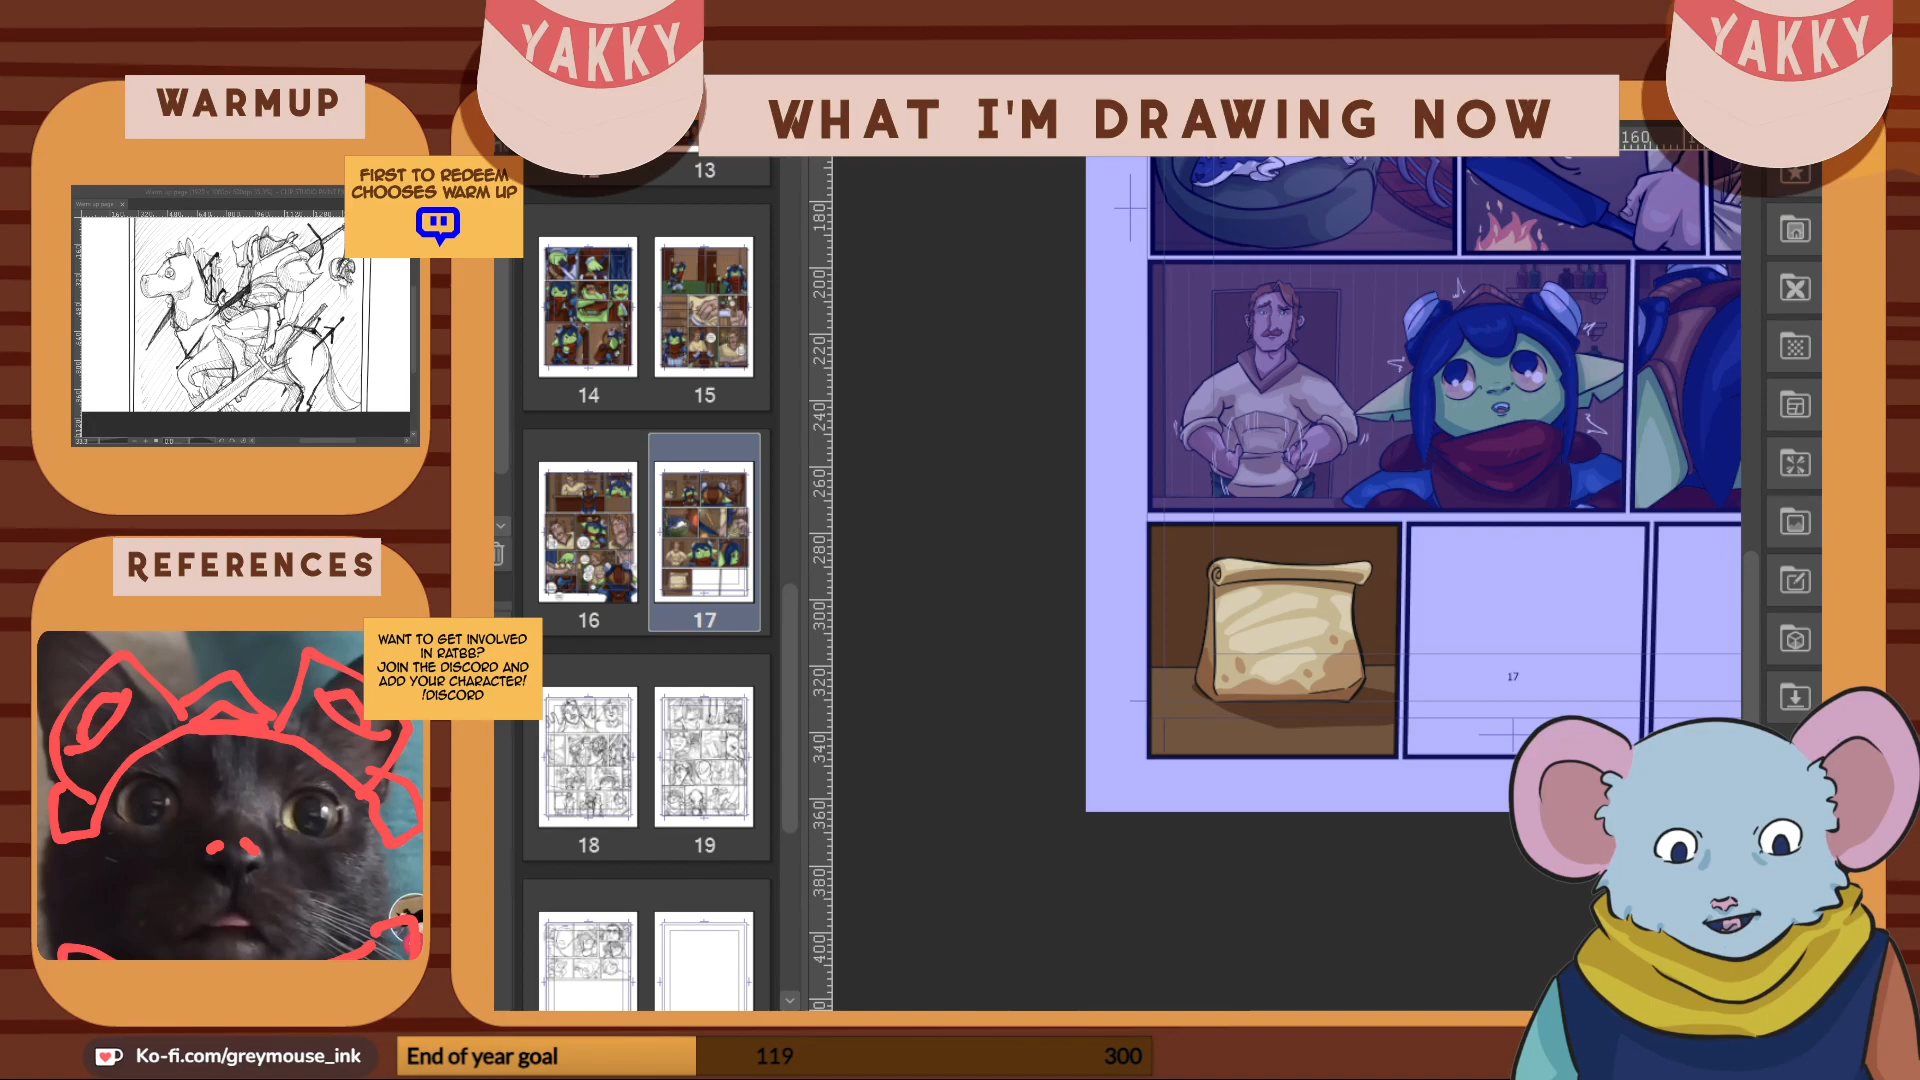 YAKKY
YAKKY
WARMUP
WHAT I'M DRAWING NOW
FIRST TO REDEEM
CHOOSES WARM UP
REFERENCES
WANT TO GET INVOLVED
IN RAT88?
JOIN THE DISCORD AND
ADD YOUR CHARACTER!
!DISCORD
13
14
15
16
17
18
19
160
180
200
220
240
260
280
300
320
340
360
380
400
17
Ko-fi.com/greymouse_ink
End of year goal
119
300